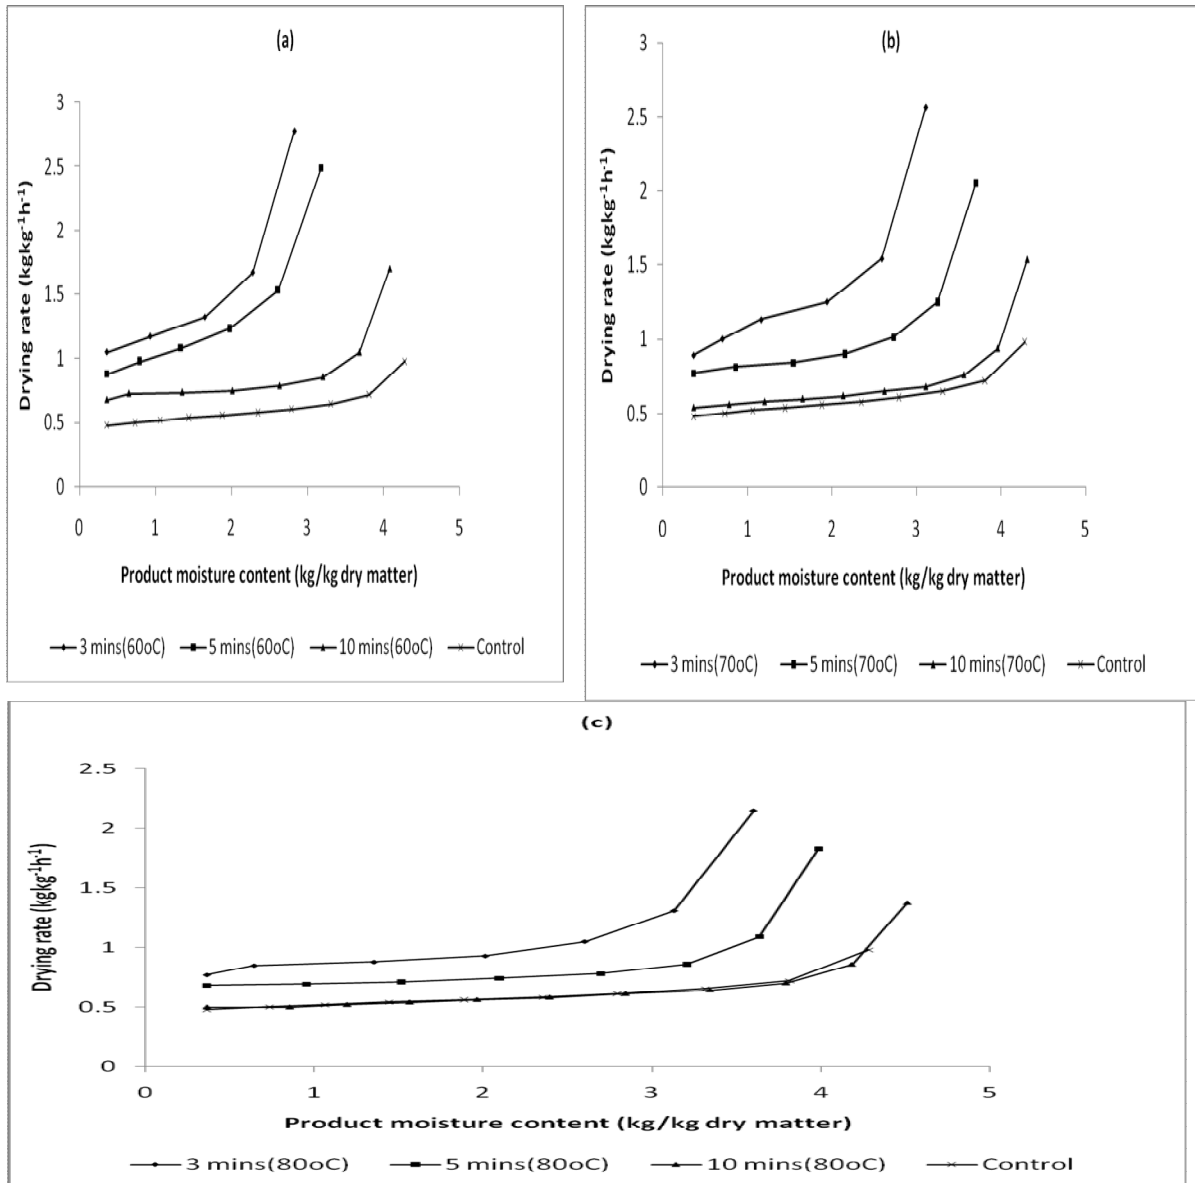 (a)
3
2.5
2
1.5
1
0.5
0
Drying rate (kgkg⁻¹h⁻¹)
0 1 2 3 4 5
Product moisture content (kg/kg dry matter)
3 mins(60oC) 5 mins(60oC) 10 mins(60oC) Control
(b)
3
2.5
2
1.5
1
0.5
0
Drying rate (kgkg⁻¹h⁻¹)
0 1 2 3 4 5
Product moisture content (kg/kg dry matter)
3 mins(70oC) 5 mins(70oC) 10 mins(70oC) Control
(c)
2.5
2
1.5
1
0.5
0
Drying rate (kgkg⁻¹h⁻¹)
0 1 2 3 4 5
Product moisture content (kg/kg dry matter)
3 mins(80oC) 5 mins(80oC) 10 mins(80oC) Control